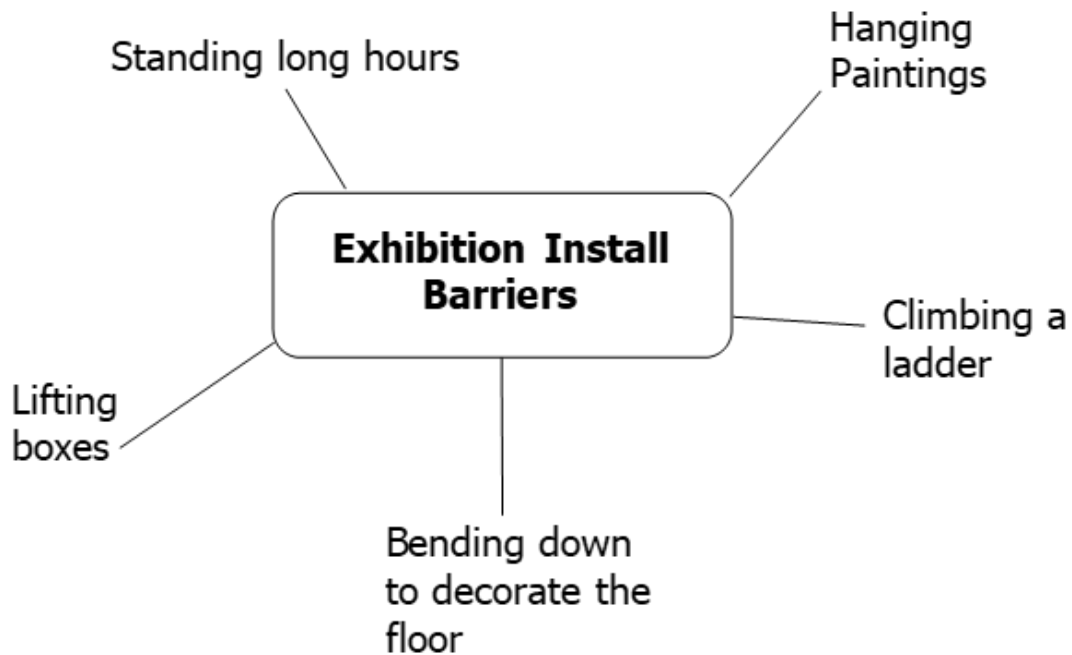 Standing long hours
Hanging
Paintings
Exhibition Install
Barriers
Climbing a
ladder
Lifting
boxes
Bending down
to decorate the
floor